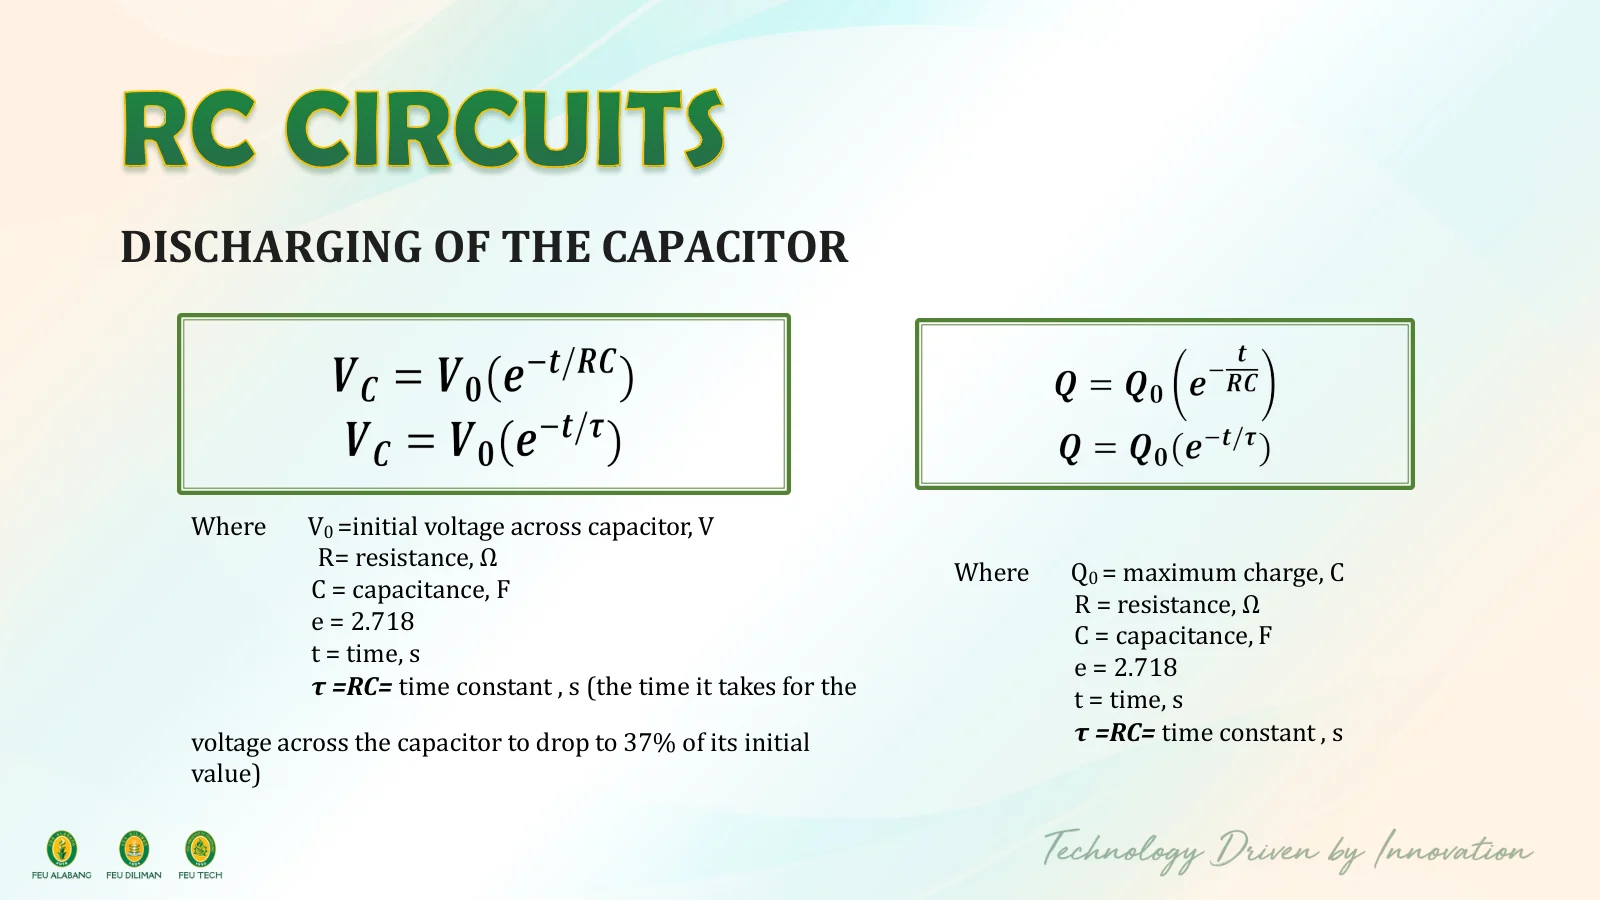 RC CIRCUITS
DISCHARGING OF THE CAPACITOR
V_C = V_0(e^{−t/RC})
V_C = V_0(e^{−t/τ})
Where V₀ =initial voltage across capacitor, V
R= resistance, Ω
C = capacitance, F
e = 2.718
t = time, s
τ =RC= time constant , s (the time it takes for the
voltage across the capacitor to drop to 37% of its initial
value)
Q = Q_0 (e^{−\frac{t}{RC}})
Q = Q_0(e^{−t/τ})
Where Q₀ = maximum charge, C
R = resistance, Ω
C = capacitance, F
e = 2.718
t = time, s
τ =RC= time constant , s
FEU ALABANG FEU DILIMAN FEU TECH
Technology Driven by Innovation